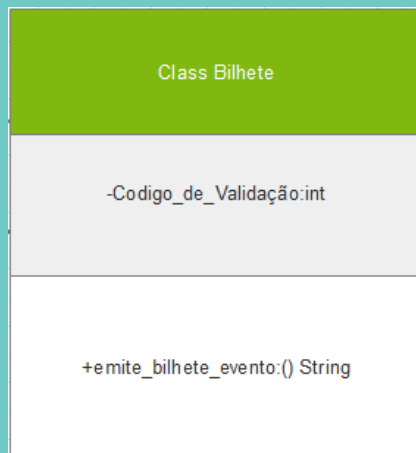 Class Bilhete
-Codigo_de_Validação:int
+emite_bilhete_evento:() String